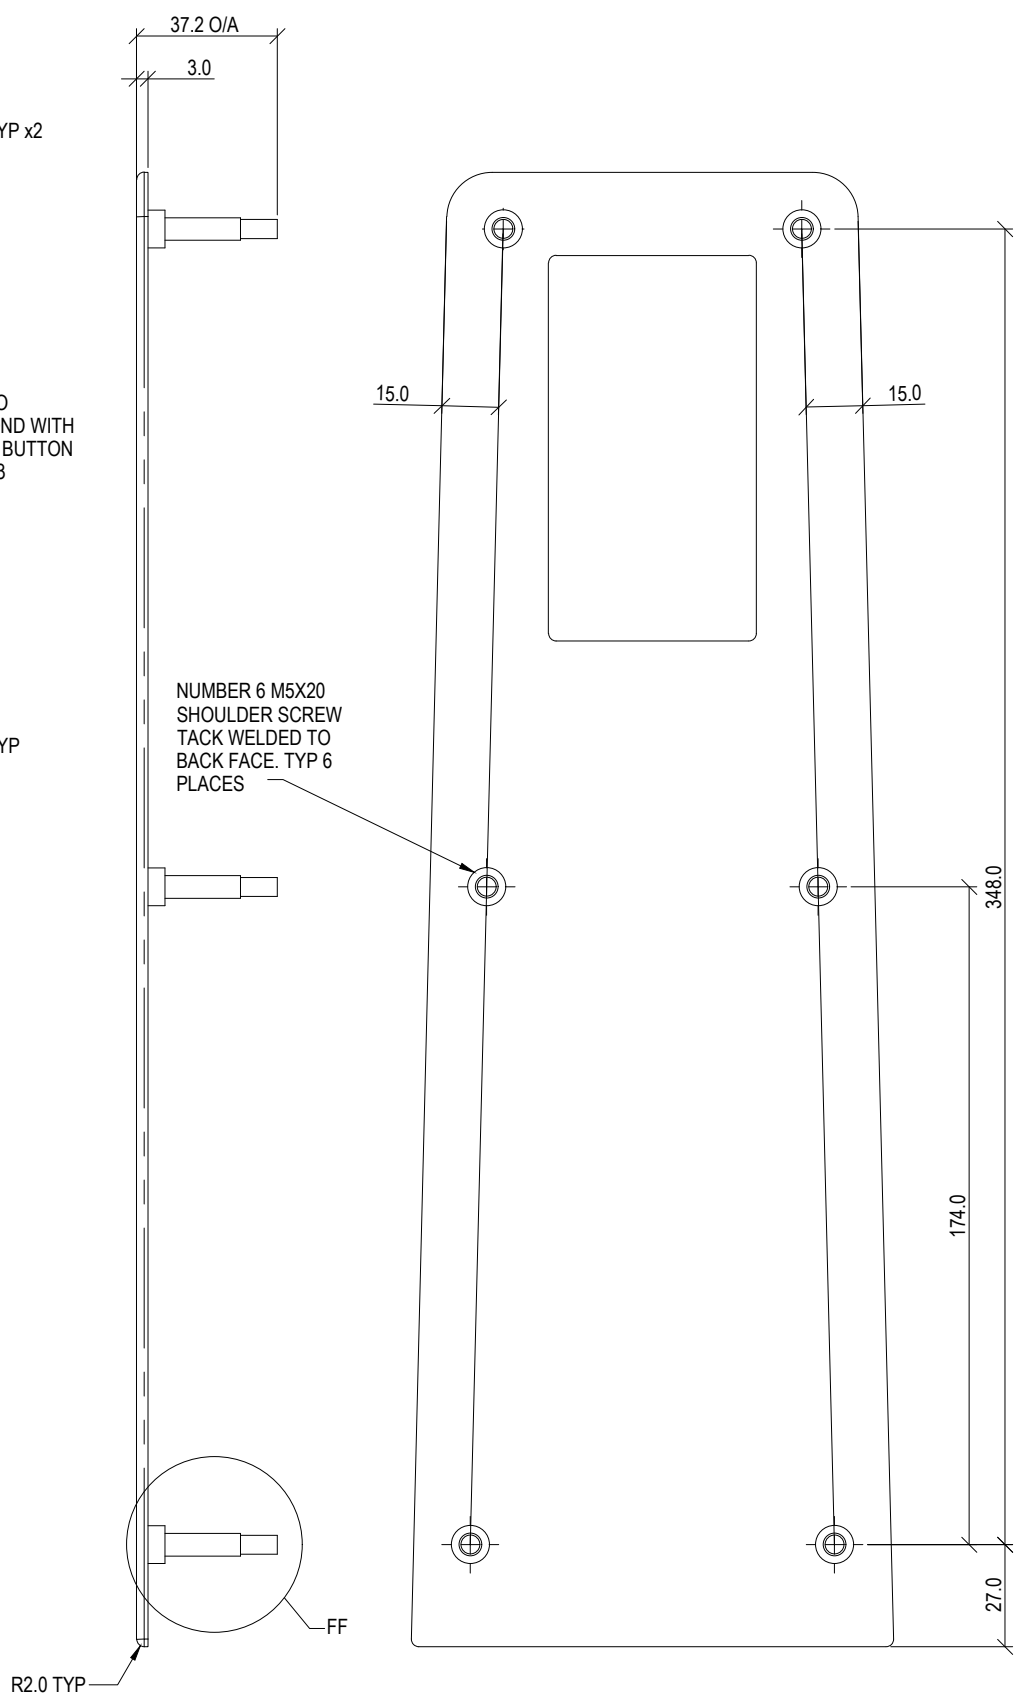 37.2 O/A
3.0
YP x2
15.0
15.0
O
ND WITH
BUTTON
3
NUMBER 6 M5X20
SHOULDER SCREW
TACK WELDED TO
BACK FACE. TYP 6
PLACES
YP
348.0
174.0
27.0
FF
R2.0 TYP